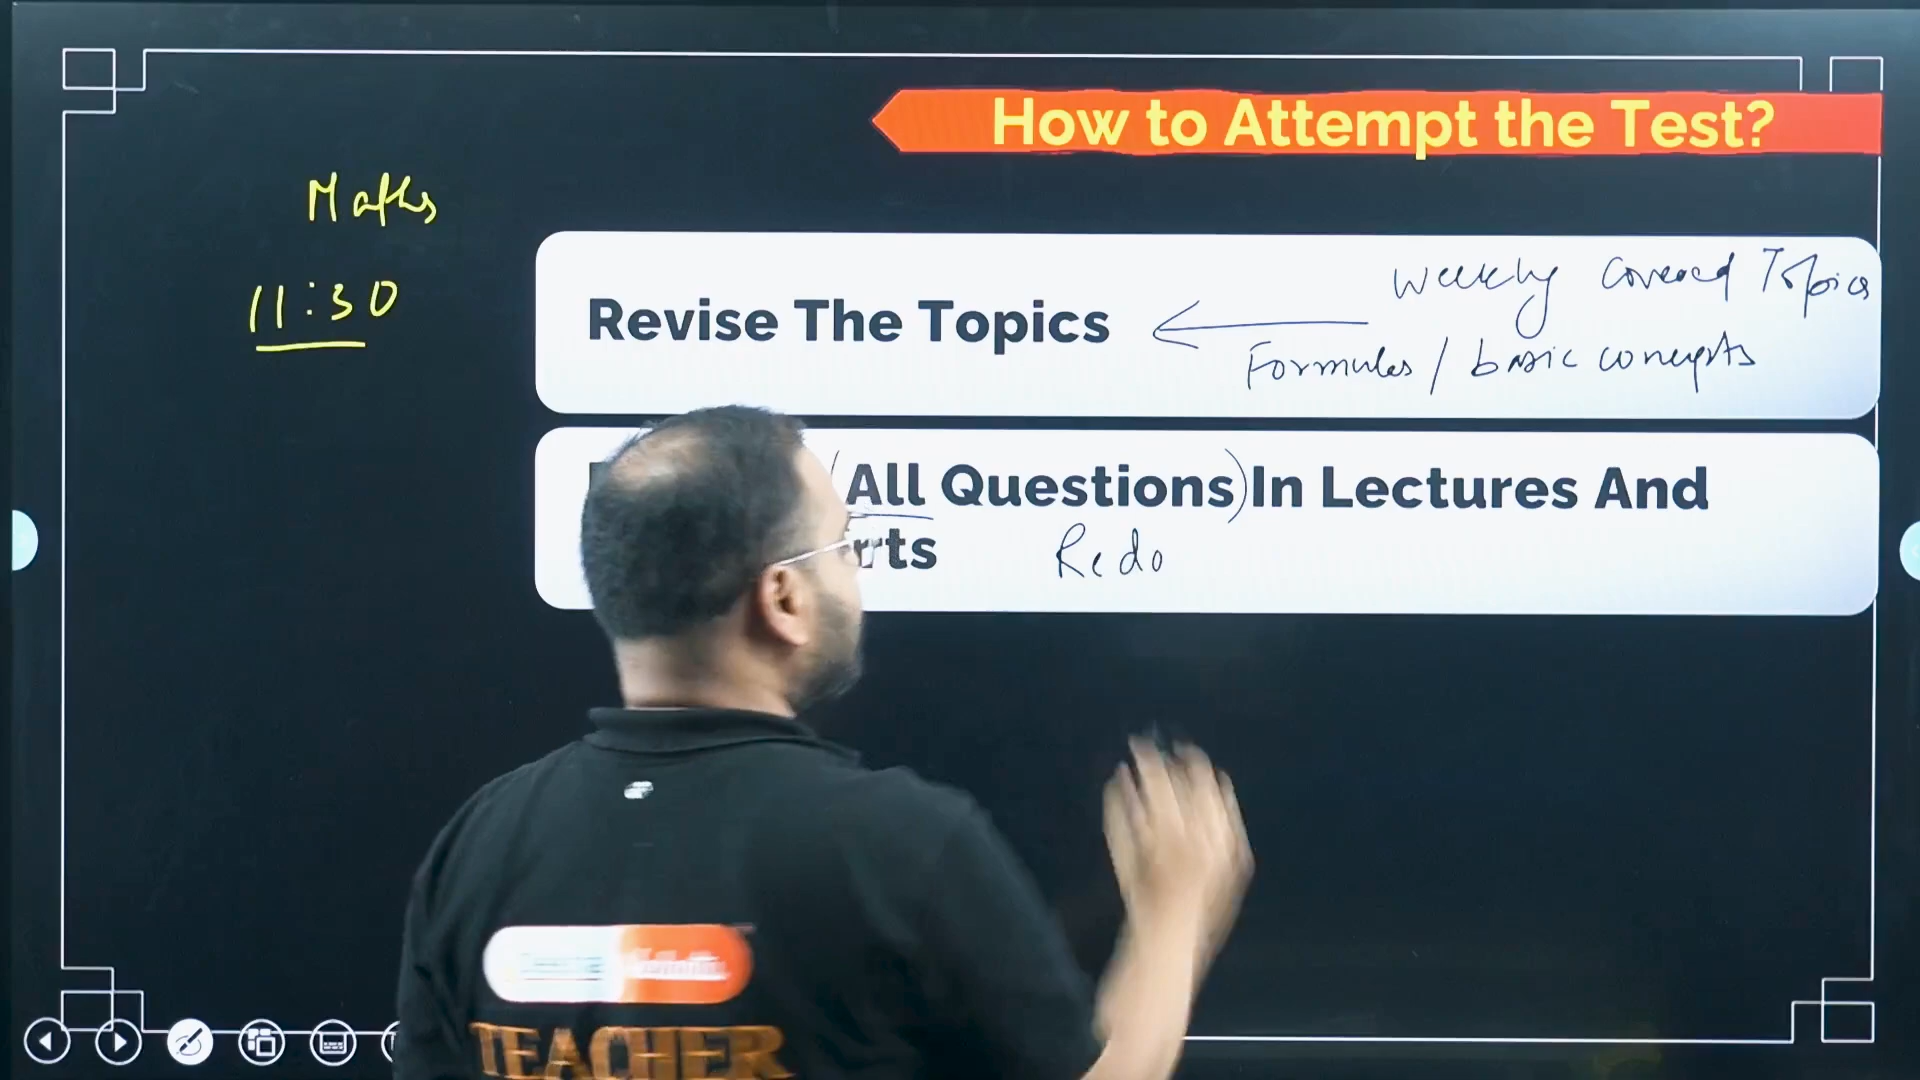 How to Attempt the Test?
Maths
11:30
Weekly covered Topics
Revise The Topics
Formules / basic concepts
(All Questions) In Lectures And
rts
Redo
TEACHER